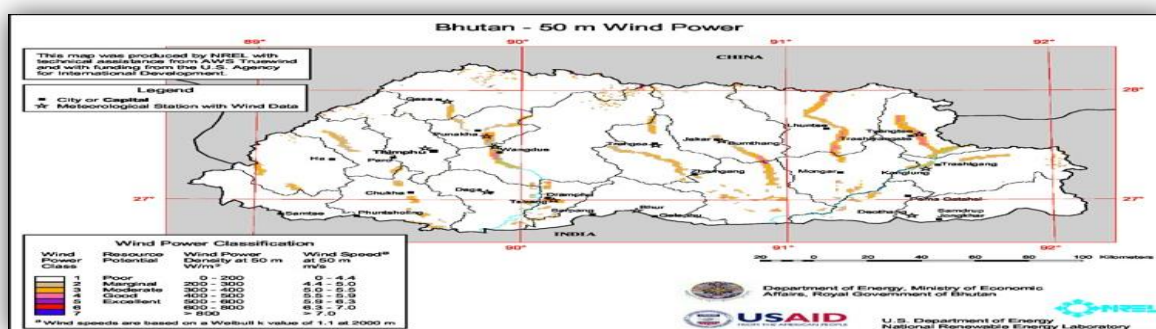 Bhutan - 50 m Wind Power
89° 90 91 92
This map was produced by NREL with
technical assistance from AWS Truewind
and with funding from the U.S. Agency
for International Development.
Legend
City or Capital
Meteorological Station with Wind Data
CHINA
28°
Gasa
Punakha
Thimphu
Wangdue
Ha
Paro
Trongsa
Jakar
Bumthang
Lhuntse
Trashiyangtse
Zhemgang
Mongar
Kanglung
Trashigang
27°
27°
Chukha
Daga
Damphu
Tsirang
Sarpang
Bhur
Gelephu
Pema Gatshel
Deothang
Samdrup
Jongkhar
Samtse
Phuntsholing
INDIA
89 90 91 92
Wind Power Classification
Wind Power Class
Resource Potential
Wind Power Density at 50 m W/m²
Wind Speed at 50 m m/s
1 Poor 0 - 200 0 - 4.4
2 Marginal 200 - 300 4.4 - 5.0
3 Moderate 300 - 400 5.0 - 5.5
4 Good 400 - 500 5.5 - 5.9
5 Excellent 500 - 600 5.9 - 6.3
6 600 - 800 6.3 - 7.0
7 > 800 > 7.0
Wind speeds are based on a Weibull k value of 1.1 at 2000 m
20 0 20 40 60 80 100 Kilometers
Department of Energy, Ministry of Economic
Affairs, Royal Government of Bhutan
USAID
FROM THE AMERICAN PEOPLE
NREL
U.S. Department of Energy
National Renewable Energy Laboratory